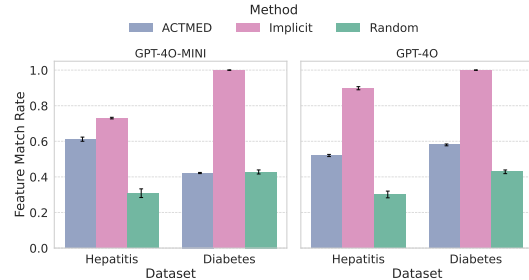 Method
ACTMED Implicit Random
GPT-4O-MINI GPT-4O
Feature Match Rate
1.0
0.8
0.6
0.4
0.2
0.0
Hepatitis Diabetes Hepatitis Diabetes
Dataset Dataset